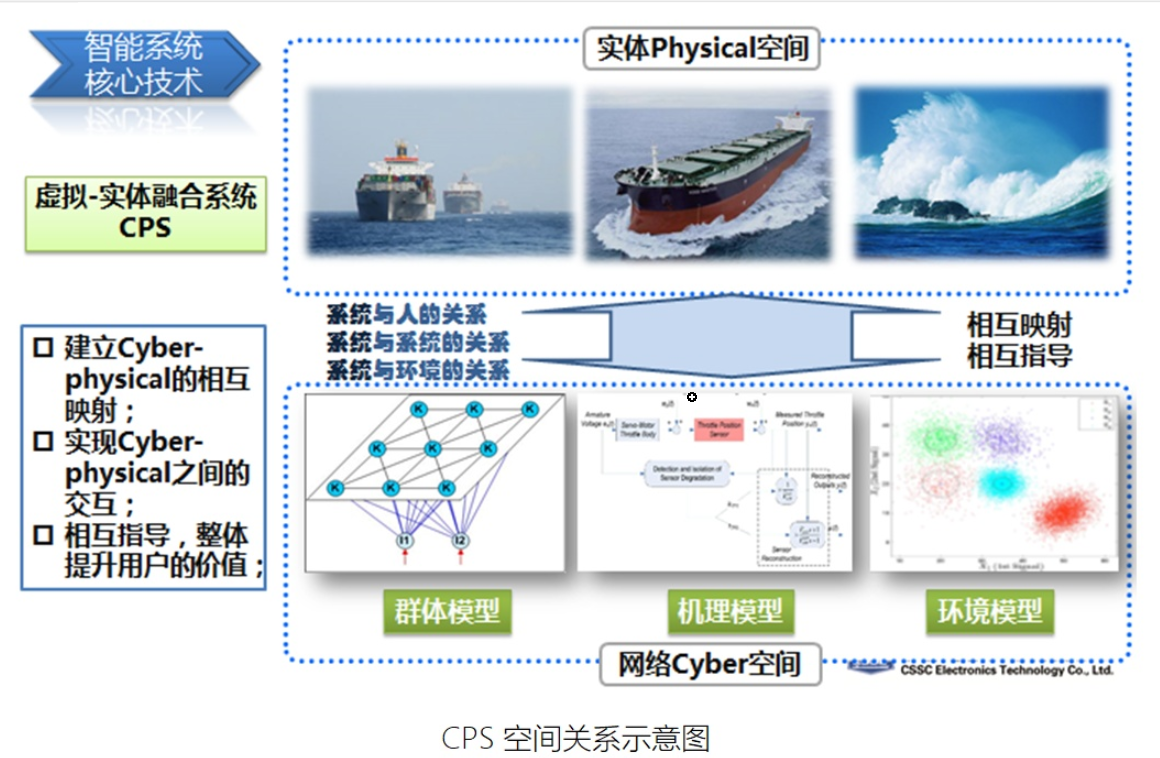 智能系统
核心技术
实体Physical空间
虚拟-实体融合系统
CPS
系统与人的关系
系统与系统的关系
系统与环境的关系
相互映射
相互指导
建立Cyber-
physical的相互
映射；
实现Cyber-
physical之间的
交互；
相互指导，整体
提升用户的价值；
K K K
K K K
K K K
I1 I2
Armature
Voltage
Servo-Motor
Throttle Body
Throttle Position
Sensor
Measured Throttle
Position
Detection and Isolation of
Sensor Degradation
Reconstructed
Outputs
Sensor
Reconstruction
群体模型
机理模型
环境模型
网络Cyber空间
CSSC Electronics Technology Co., Ltd.
CPS 空间关系示意图